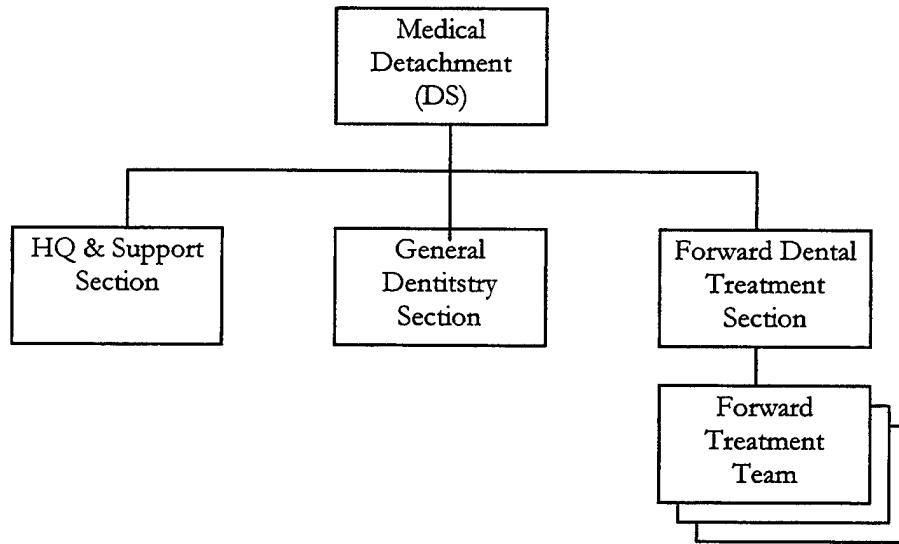 Medical
Detachment
(DS)
HQ & Support
Section
General
Dentitstry
Section
Forward Dental
Treatment
Section
Forward
Treatment
Team